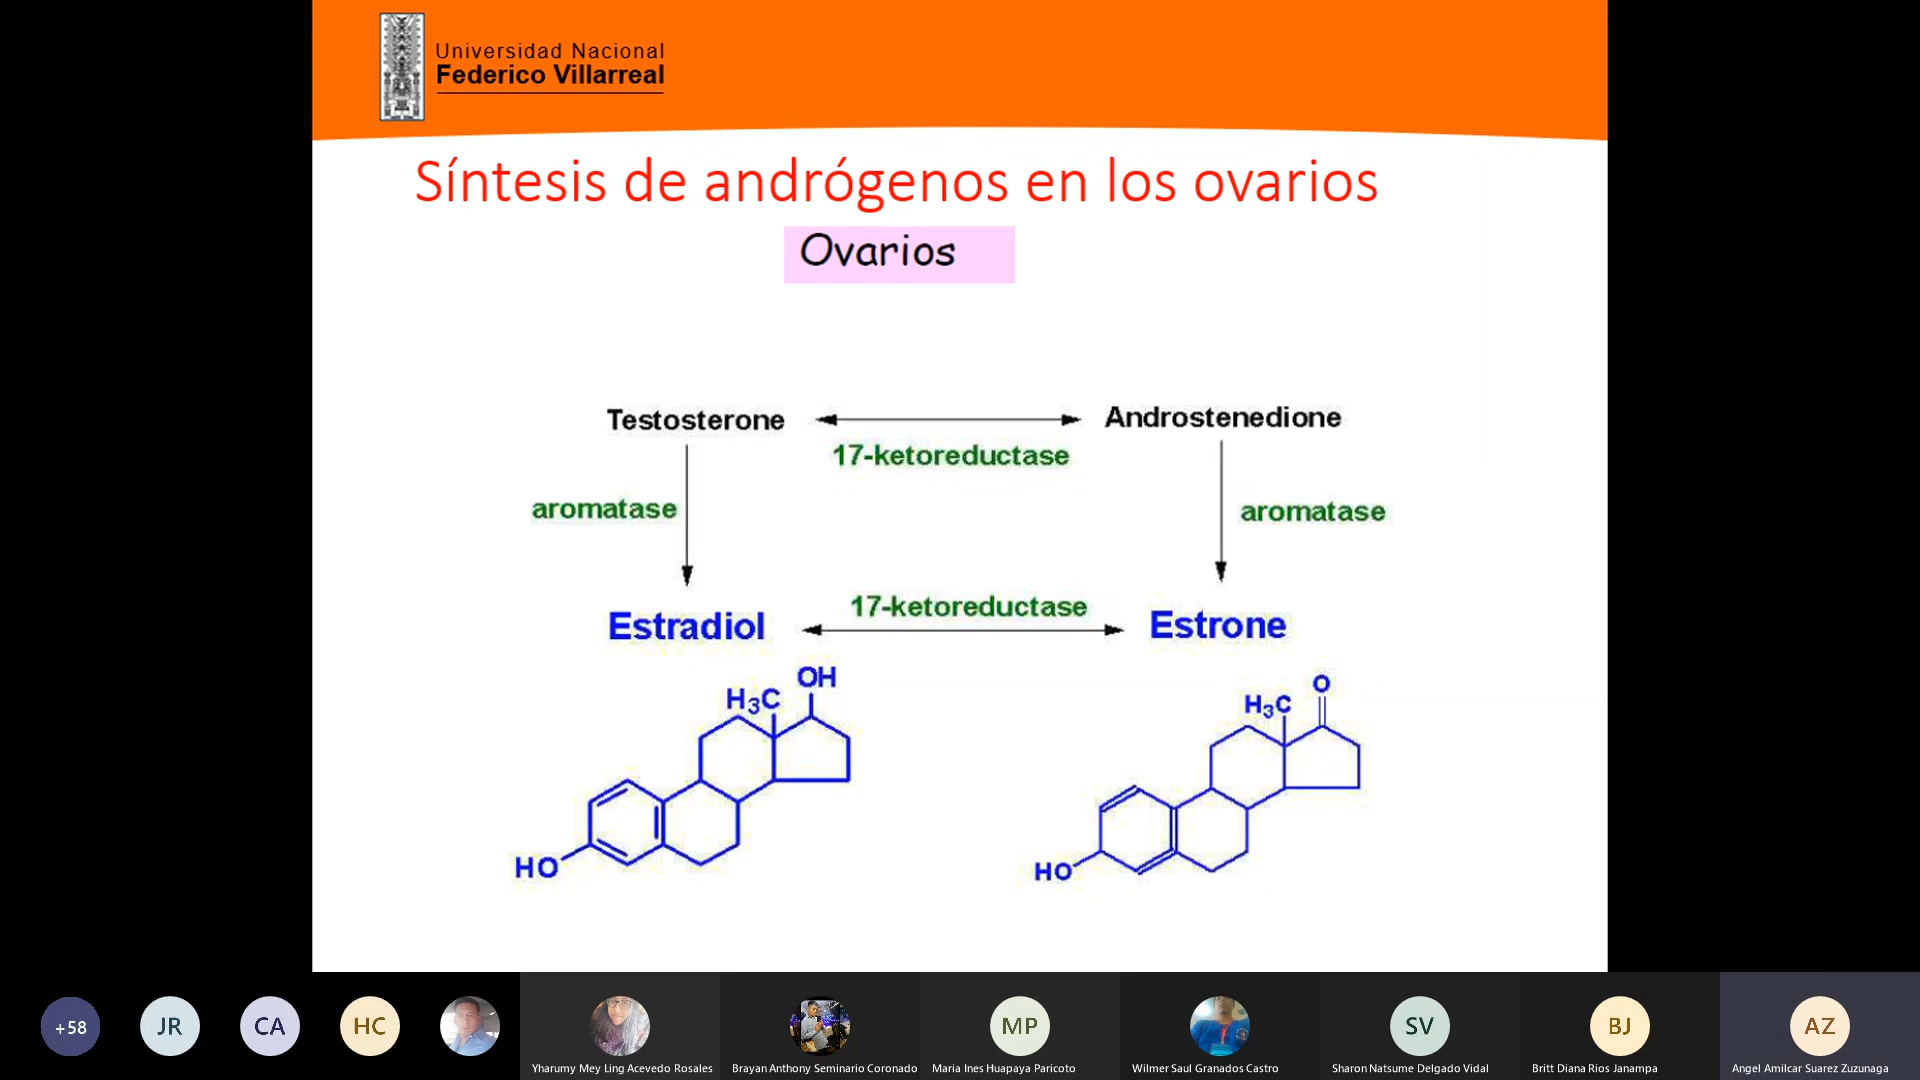 Universidad Nacional
Federico Villarreal
Síntesis de andrógenos en los ovarios
Ovarios
Testosterone
Androstenedione
17-ketoreductase
aromatase
aromatase
17-ketoreductase
Estradiol
Estrone
OH
H3C
HO
O
H3C
HO
+58
JR
CA
HC
MP
SV
BJ
AZ
Yharumy Mey Ling Acevedo Rosales
Brayan Anthony Seminario Coronado
Maria Ines Huapaya Paricoto
Wilmer Saul Granados Castro
Sharon Natsume Delgado Vidal
Britt Diana Rios Janampa
Angel Amilcar Suarez Zuzunaga